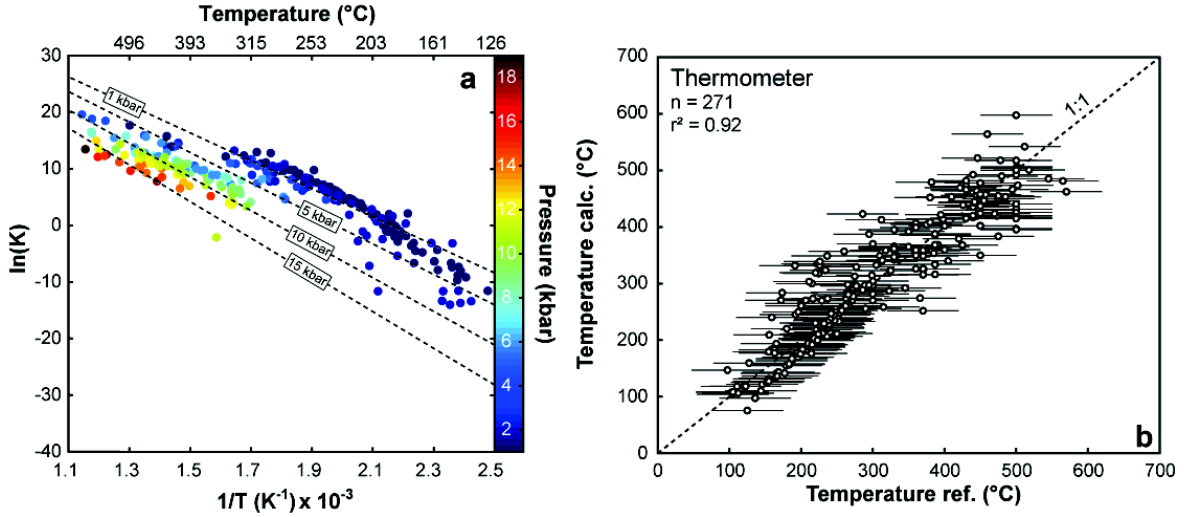 Temperature (°C)
496 393 315 253 203 161 126
a
30
20
10
0
-10
-20
-30
-40
ln(K)
1 kbar
5 kbar
10 kbar
15 kbar
1.1 1.3 1.5 1.7 1.9 2.1 2.3 2.5
1/T (K⁻¹) x 10⁻³
18
16
14
12
10
8
6
4
2
Pressure (kbar)
Thermometer
n = 271
r² = 0.92
1:1
b
700
600
500
400
300
200
100
0
Temperature calc. (°C)
0 100 200 300 400 500 600 700
Temperature ref. (°C)